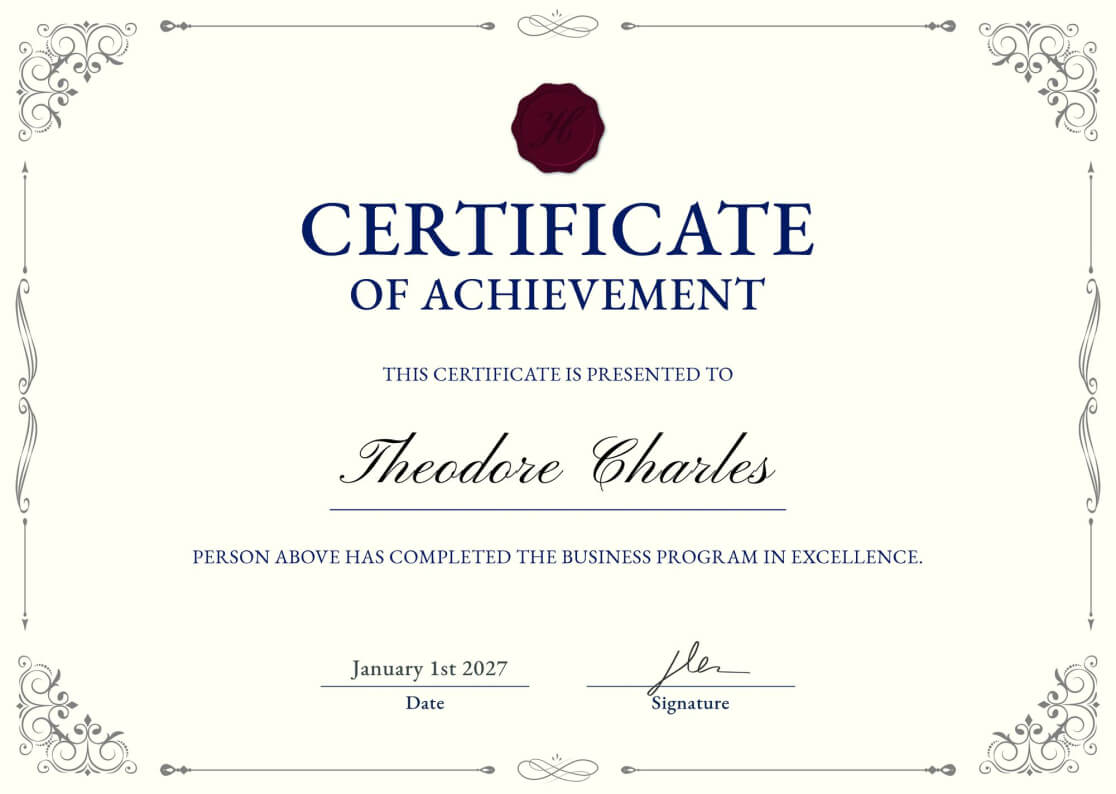 CERTIFICATE
OF ACHIEVEMENT
THIS CERTIFICATE IS PRESENTED TO
Theodore Charles
PERSON ABOVE HAS COMPLETED THE BUSINESS PROGRAM IN EXCELLENCE.
January 1st 2027
Date
Signature